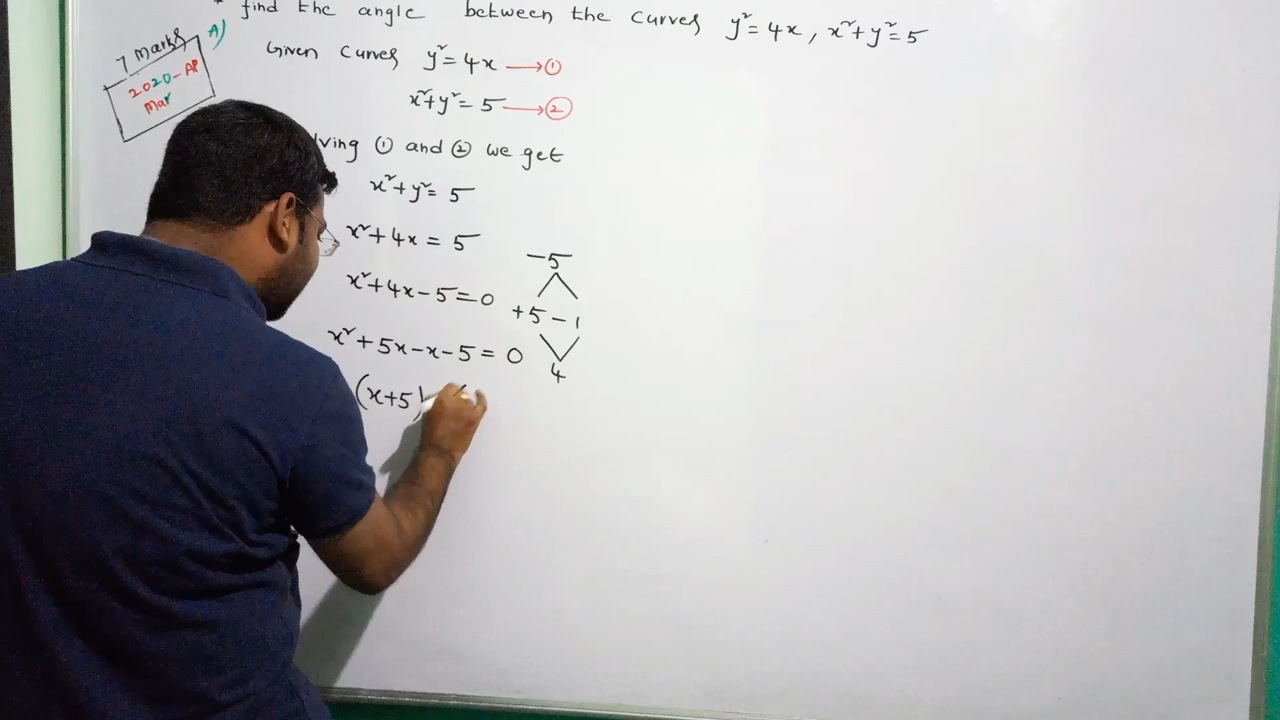 * find the angle between the curves y² = 4x, x² + y² = 5
7 Marks
2020-AP
Mar
A)
Given curves y² = 4x → ①
x² + y² = 5 → ②
① and ② we get
x² + y² = 5
x² + 4x = 5
x² + 4x - 5 = 0
-5
+5 -1
4
x² + 5x - x - 5 = 0
(x+5)